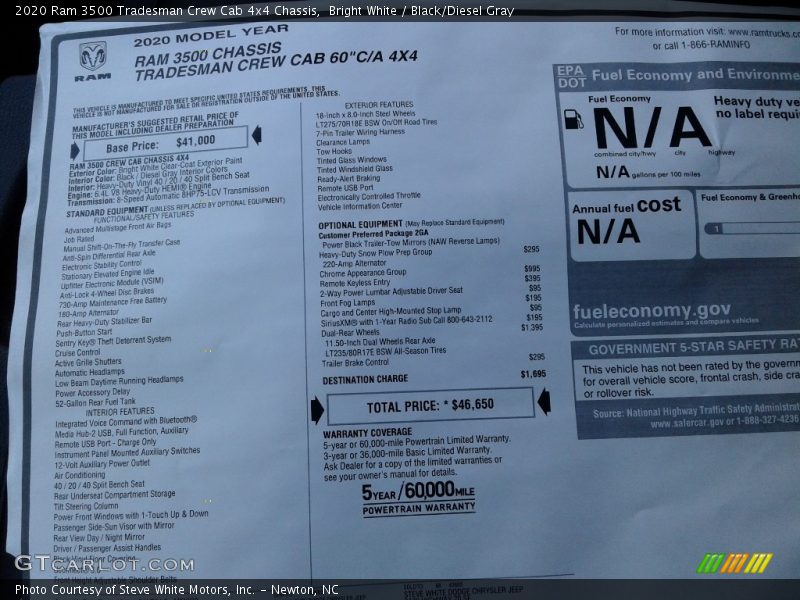 2020 Ram 3500 Tradesman Crew Cab 4x4 Chassis, Bright White / Black/Diesel Gray
RAM
2020 MODEL YEAR
RAM 3500 CHASSIS
TRADESMAN CREW CAB 60"C/A 4X4
THIS VEHICLE IS MANUFACTURED TO MEET SPECIFIC UNITED STATES REQUIREMENTS. THIS
VEHICLE IS NOT MANUFACTURED FOR SALE OR REGISTRATION OUTSIDE OF THE UNITED STATES.
MANUFACTURER'S SUGGESTED RETAIL PRICE OF
THIS MODEL INCLUDING DEALER PREPARATION
Base Price: $41,000
RAM 3500 CREW CAB CHASSIS 4X4
Exterior Color: Bright White Clear-Coat Exterior Paint
Interior Color: Black / Diesel Gray Interior Colors
Interior: Heavy-Duty Vinyl 40 / 20 / 40 Split Bench Seat
Engine: 6.4L V8 Heavy-Duty HEMI® Engine
Transmission: 8-Speed Automatic 8HP75-LCV Transmission
STANDARD EQUIPMENT (UNLESS REPLACED BY OPTIONAL EQUIPMENT)
FUNCTIONAL/SAFETY FEATURES
Advanced Multistage Front Air Bags
Job Rated
Manual Shift-On-The-Fly Transfer Case
Anti-Spin Differential Rear Axle
Electronic Stability Control
Stationary Elevated Engine Idle
Upfitter Electronic Module (VSIM)
Anti-Lock 4-Wheel Disc Brakes
730-Amp Maintenance Free Battery
180-Amp Alternator
Rear Heavy-Duty Stabilizer Bar
Push-Button Start
Sentry Key® Theft Deterrent System
Cruise Control
Active Grille Shutters
Automatic Headlamps
Low Beam Daytime Running Headlamps
Power Accessory Delay
52-Gallon Rear Fuel Tank
INTERIOR FEATURES
Integrated Voice Command with Bluetooth®
Media Hub-2 USB, Full Function, Auxiliary
Remote USB Port - Charge Only
Instrument Panel Mounted Auxiliary Switches
12-Volt Auxiliary Power Outlet
Air Conditioning
40 / 20 / 40 Split Bench Seat
Rear Underseat Compartment Storage
Tilt Steering Column
Power Front Windows with 1-Touch Up & Down
Passenger Side-Sun Visor with Mirror
Rear View Day / Night Mirror
Driver / Passenger Assist Handles
Black Vinyl Floor Covering
Front Height Adjustable Shoulder Belts
EXTERIOR FEATURES
18-Inch x 8.0-Inch Steel Wheels
LT275/70R18E BSW On/Off Road Tires
7-Pin Trailer Wiring Harness
Clearance Lamps
Tow Hooks
Tinted Glass Windows
Tinted Windshield Glass
Ready-Alert Braking
Remote USB Port
Electronically Controlled Throttle
Vehicle Information Center
OPTIONAL EQUIPMENT (May Replace Standard Equipment)
Customer Preferred Package 2GA
Power Black Trailer-Tow Mirrors (NAW Reverse Lamps)
Heavy-Duty Snow Plow Prep Group $295
220-Amp Alternator
Chrome Appearance Group $995
Remote Keyless Entry $395
2-Way Power Lumbar Adjustable Driver Seat $95
Front Fog Lamps $195
Cargo and Center High-Mounted Stop Lamp $95
SiriusXM® with 1-Year Radio Sub Call 800-643-2112 $195
Dual-Rear Wheels $1,395
11.50-Inch Dual Wheels Rear Axle
LT235/80R17E BSW All-Season Tires
Trailer Brake Control $295
DESTINATION CHARGE $1,695
TOTAL PRICE: * $46,650
WARRANTY COVERAGE
5-year or 60,000-mile Powertrain Limited Warranty.
3-year or 36,000-mile Basic Limited Warranty.
Ask Dealer for a copy of the limited warranties or
see your owner's manual for details.
5YEAR/60,000MILE
POWERTRAIN WARRANTY
STEVE WHITE DODGE CHRYSLER JEEP
For more information visit: www.ramtrucks.co
or call 1-866-RAMINFO
EPA
DOT
Fuel Economy and Environme
Fuel Economy
N/A
combined city/hwy city highway
N/A gallons per 100 miles
Heavy duty ve
no label requi
Annual fuel cost
N/A
Fuel Economy & Greenho
1
fueleconomy.gov
Calculate personalized estimates and compare vehicles
GOVERNMENT 5-STAR SAFETY RAT
This vehicle has not been rated by the governm
for overall vehicle score, frontal crash, side cra
or rollover risk.
Source: National Highway Traffic Safety Administrat
www.safercar.gov or 1-888-327-4236
GTCARLOT.COM
Photo Courtesy of Steve White Motors, Inc. - Newton, NC